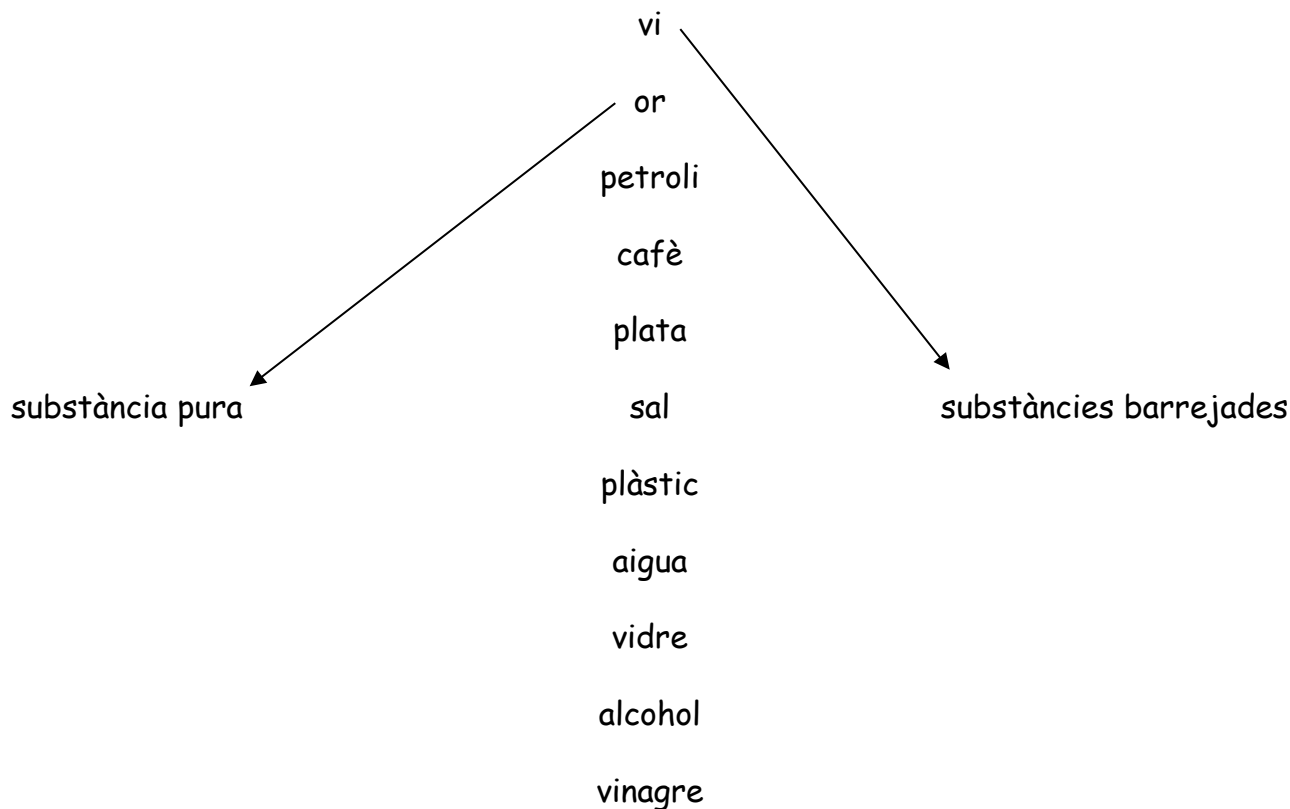 vi
or
petroli
cafè
plata
substància pura sal substàncies barrejades
plàstic
aigua
vidre
alcohol
vinagre